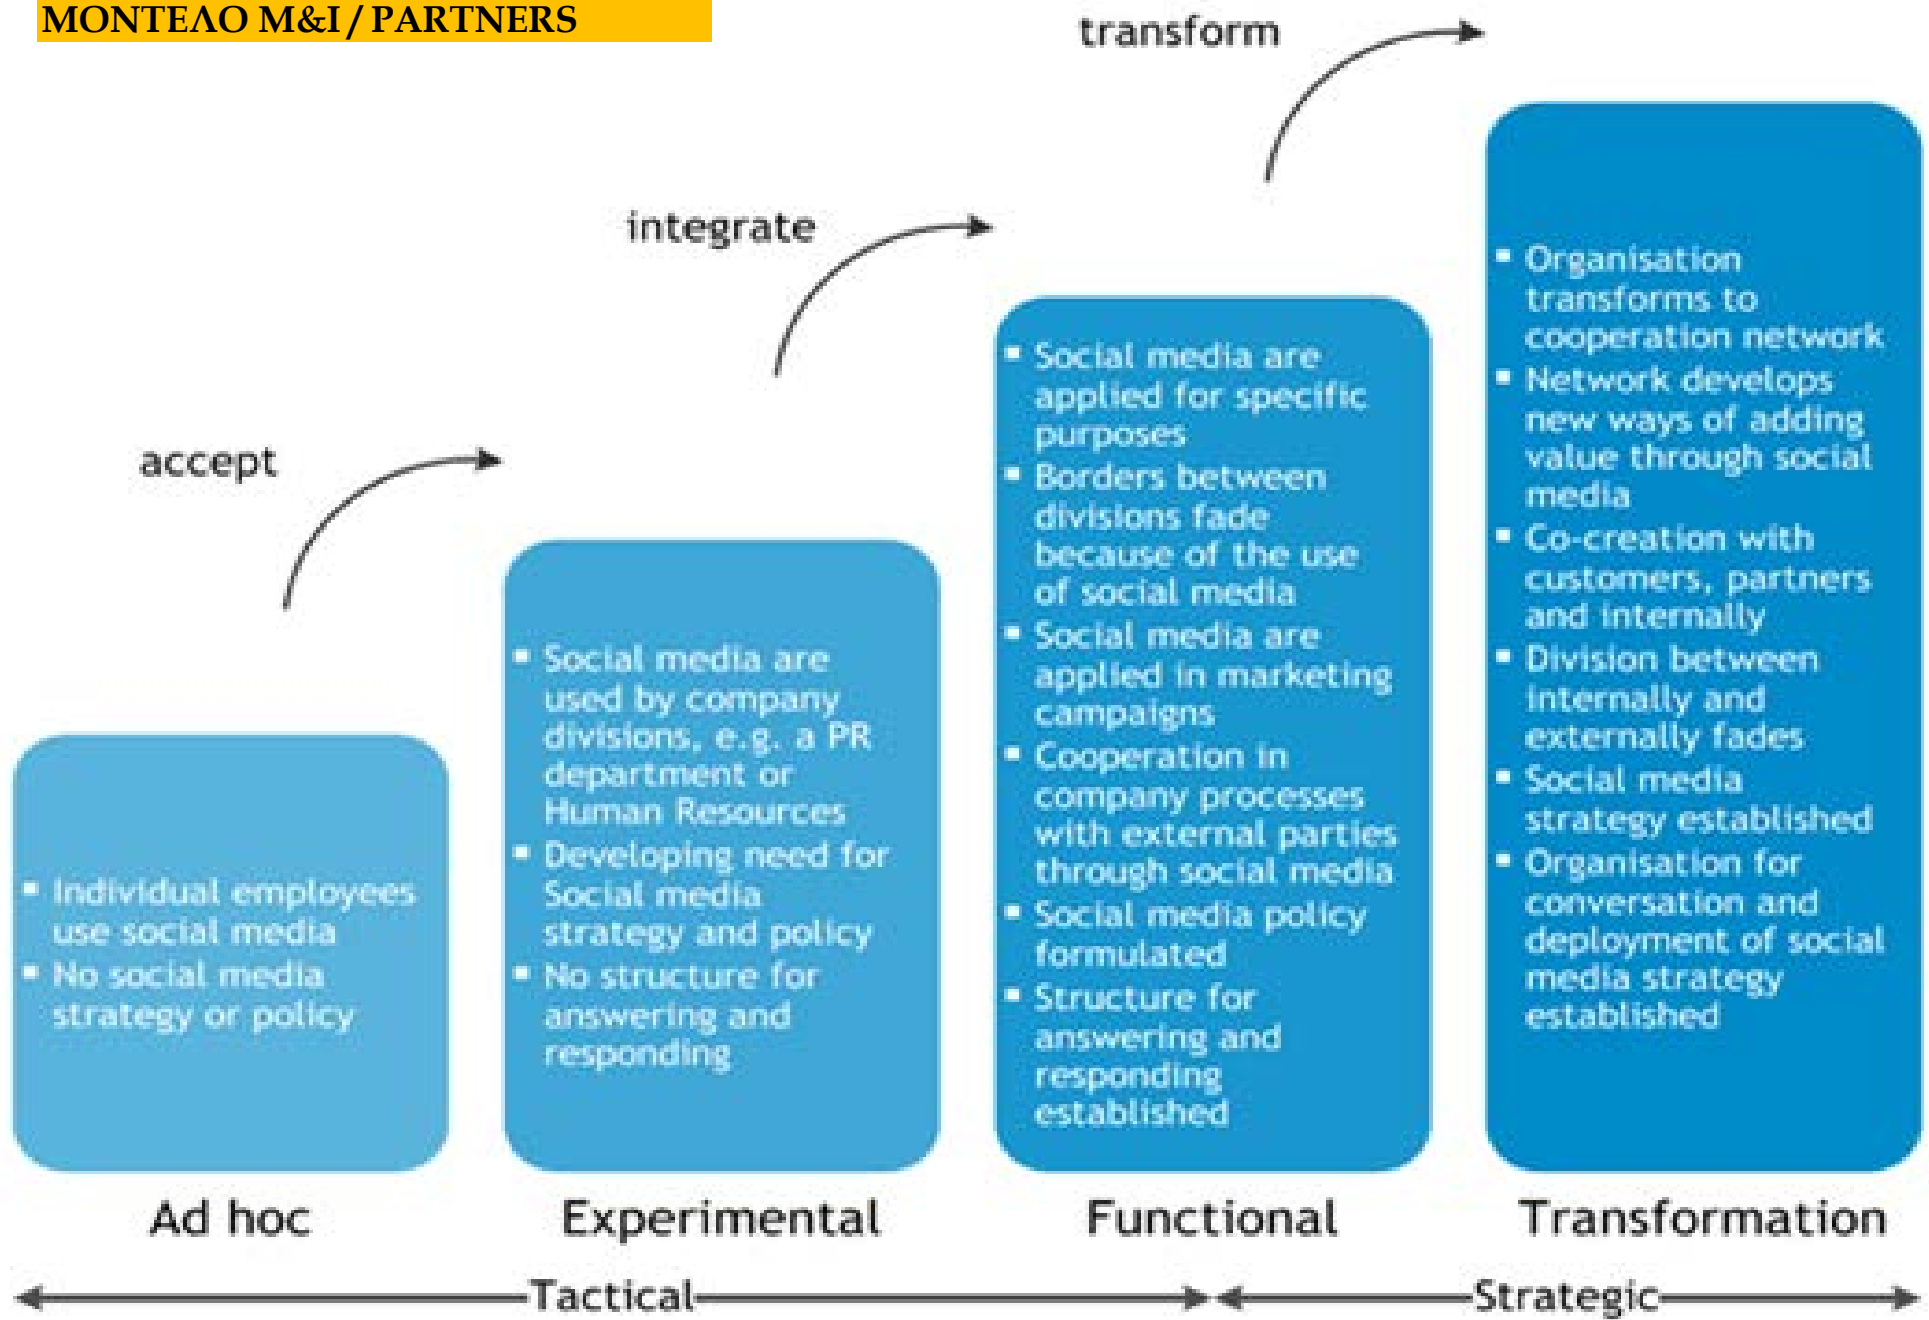 ΜΟΝΤΕΛΟ M&I / PARTNERS
transform
integrate
accept
▪ Individual employees
use social media
▪ No social media
strategy or policy
▪ Social media are
used by company
divisions, e.g. a PR
department or
Human Resources
▪ Developing need for
Social media
strategy and policy
▪ No structure for
answering and
responding
▪ Social media are
applied for specific
purposes
▪ Borders between
divisions fade
because of the use
of social media
▪ Social media are
applied in marketing
campaigns
▪ Cooperation in
company processes
with external parties
through social media
▪ Social media policy
formulated
▪ Structure for
answering and
responding
established
▪ Organisation
transforms to
cooperation network
▪ Network develops
new ways of adding
value through social
media
▪ Co-creation with
customers, partners
and internally
▪ Division between
internally and
externally fades
▪ Social media
strategy established
▪ Organisation for
conversation and
deployment of social
media strategy
established
Ad hoc
Experimental
Functional
Transformation
Tactical
Strategic